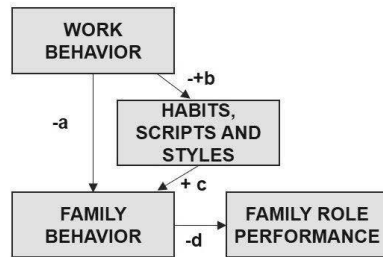 WORK
BEHAVIOR
-+b
-a
HABITS,
SCRIPTS AND
STYLES
+ c
FAMILY
BEHAVIOR
-d
FAMILY ROLE
PERFORMANCE